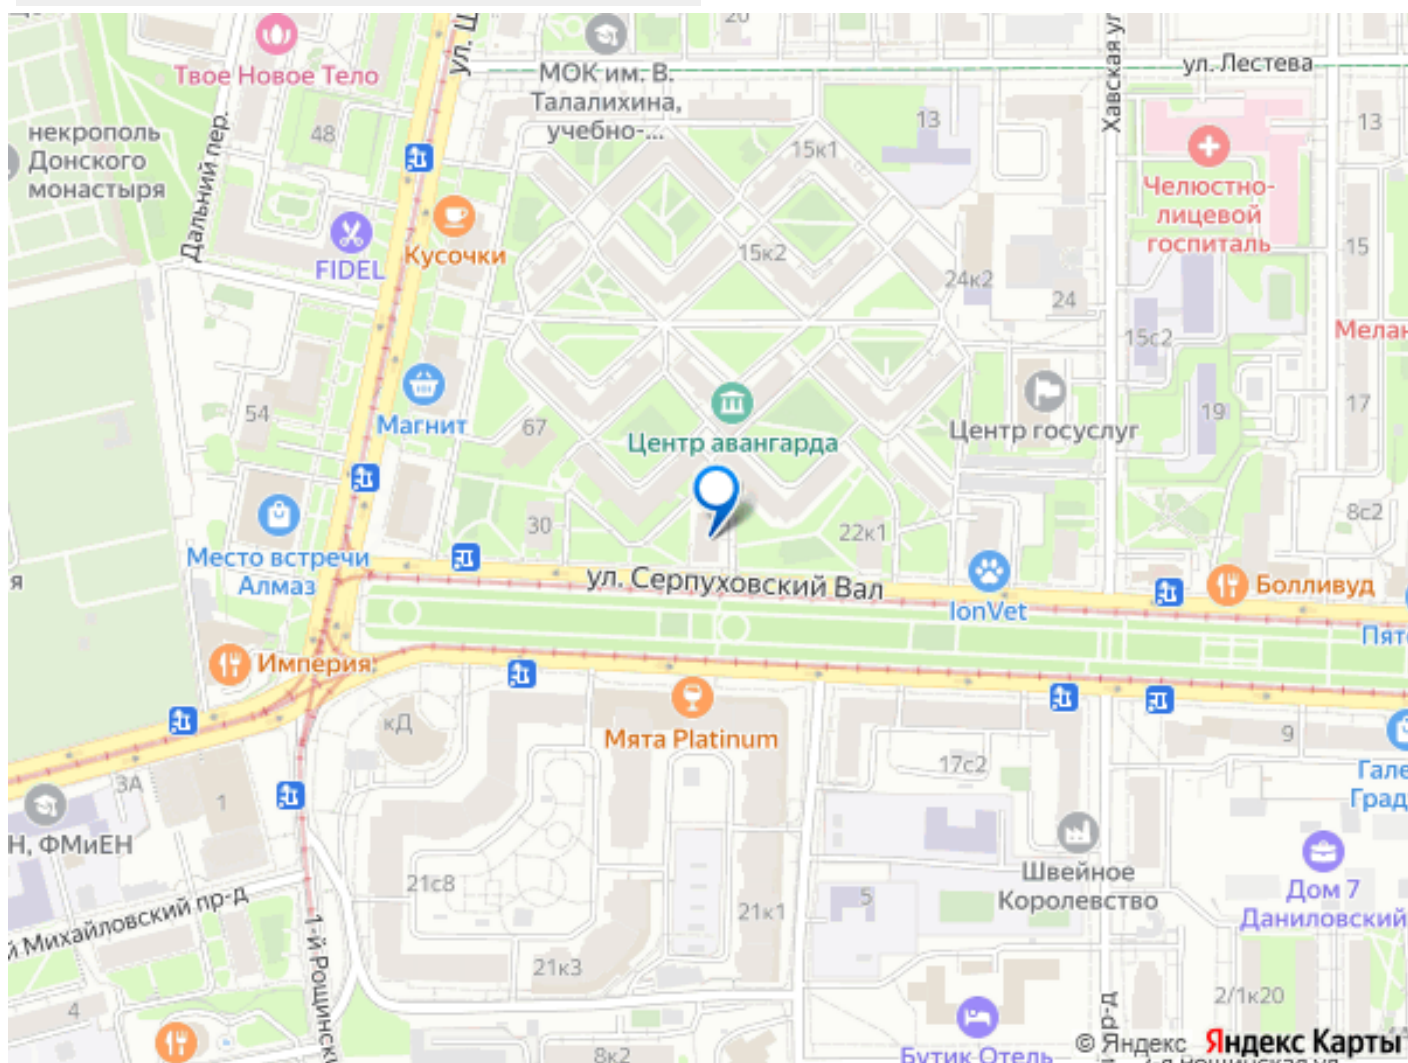 20
ул. Ш
Твое Новое Тело
МОК им. В.
Талалихина,
учебно-...
Хавская ул
ул. Лестева
некрополь
Донского
монастыря
48
Дальний пер.
13
13
15к1
Челюстно-
лицевой
госпиталь
FIDEL
Кусочки
15к2
24к2
24
15
15с2
Мелан
54
Магнит
67
Центр авангарда
Центр госуслуг
19
17
30
22к1
8с2
Место встречи
Алмаз
ул. Серпуховский Вал
IonVet
Болливуд
Пят
я
Империя
кД
Мята Platinum
17с2
9
Гале
Град
3А
1
Н, ФМиЕН
Швейное
Королевство
Дом 7
Даниловский
21с8
21к1
5
й Михайловский пр-д
1-й Рощинск
21к3
2/1к20
4
р-д
8к2
Бутик Отель
© Яндекс Яндекс Карты
-я Рощинская ул